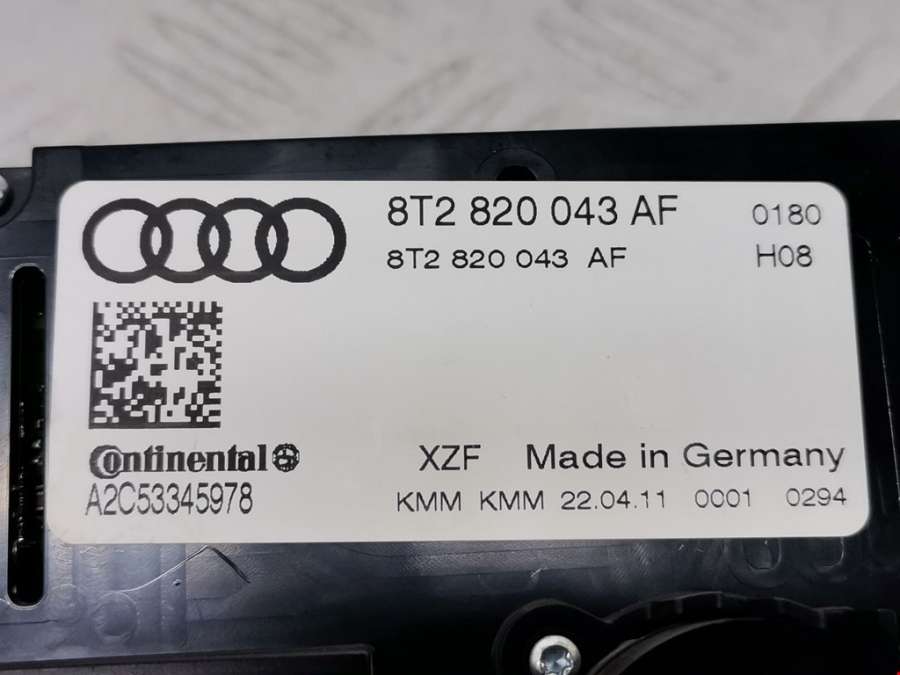 8T2 820 043 AF 0180
8T2 820 043 AF H08
Continental
XZF Made in Germany
A2C53345978
KMM KMM 22.04.11 0001 0294